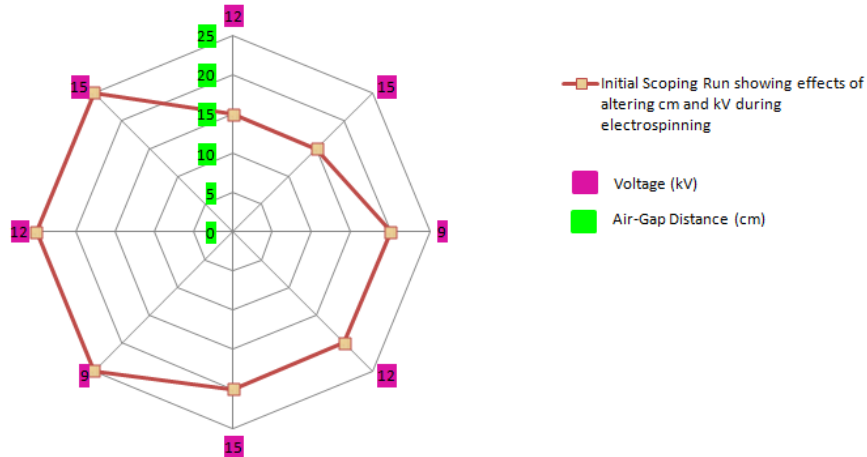 12
25
20
15
15
15
10
5
0
12
9
9
12
15
Initial Scoping Run showing effects of
altering cm and kV during
electrospinning
Voltage (kV)
Air-Gap Distance (cm)